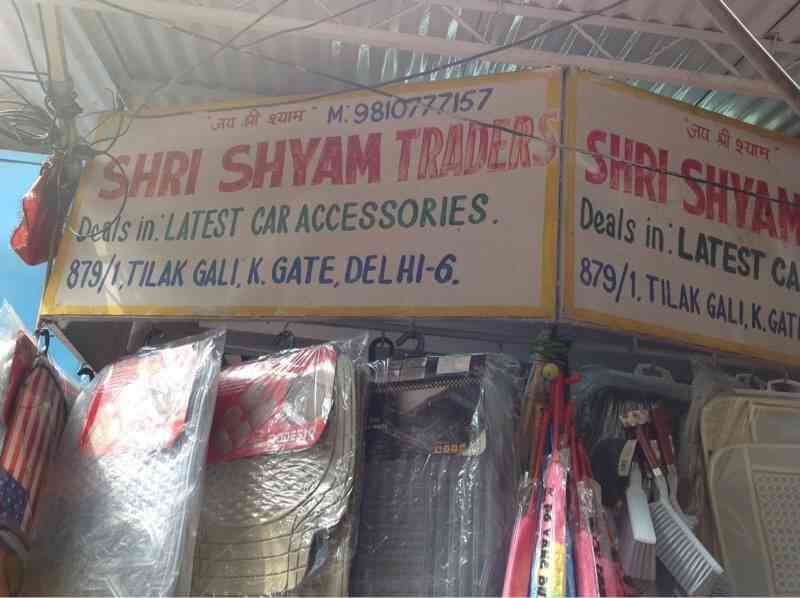 "जय श्री श्याम" M: 9810777157
SHRI SHYAM TRADERS
Deals in: LATEST CAR ACCESSORIES.
879/1, TILAK GALI, K. GATE, DELHI-6.
"जय श्री श्याम"
SHRI SHYAM
Deals in: LATEST CA
879/1, TILAK GALI, K. GAT